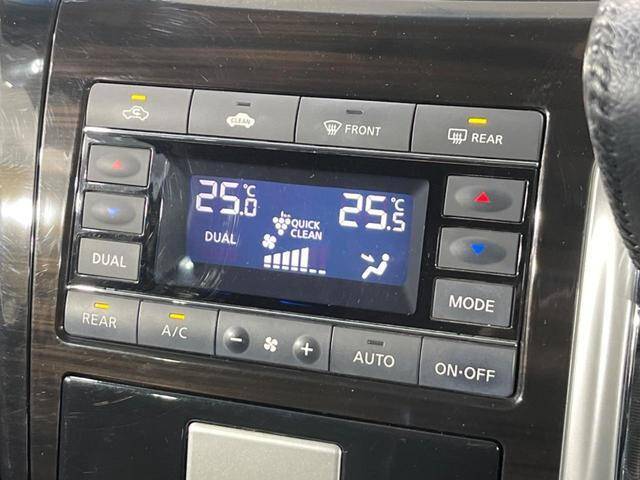 CLEAN
FRONT
REAR
25.0°C
25.5°C
QUICK
CLEAN
DUAL
DUAL
MODE
REAR
A/C
− +
AUTO
ON·OFF